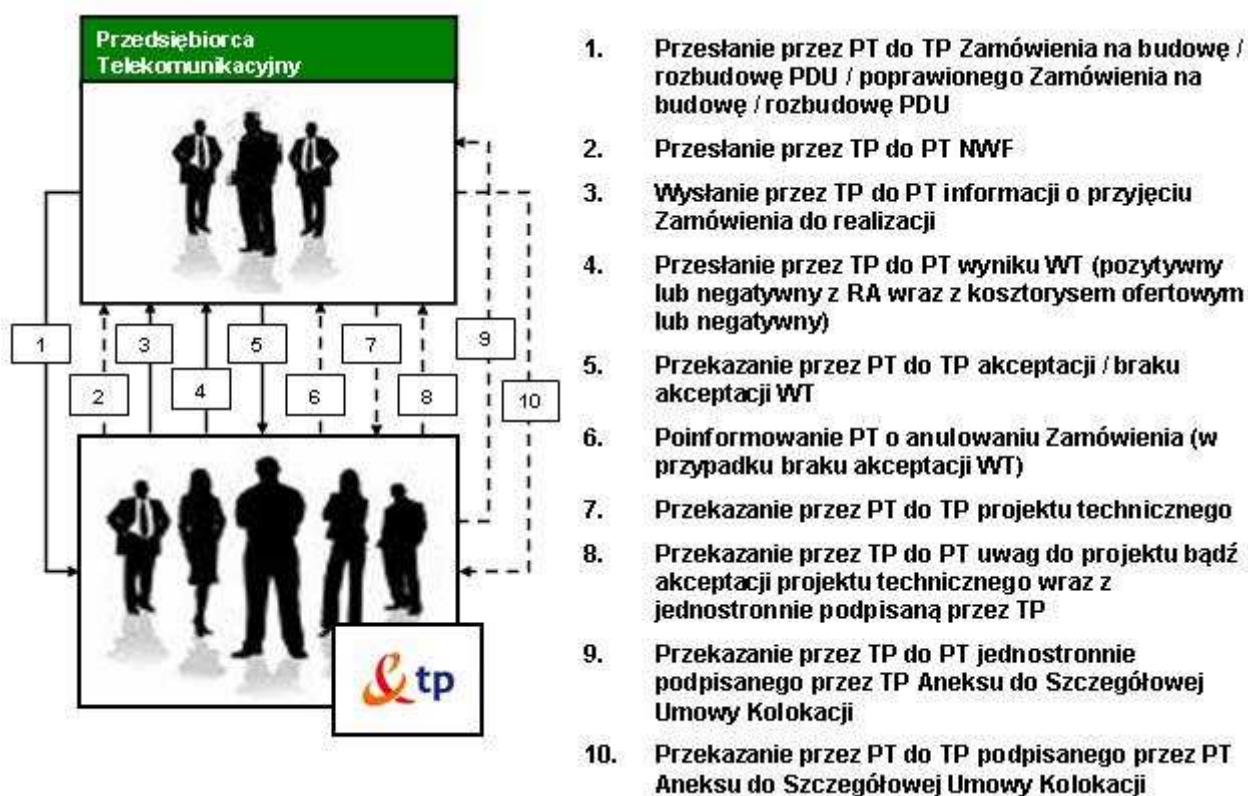 Przedsiębiorca
Telekomunikacyjny
1
2
3
4
5
6
7
8
9
10
tp
1. Przesłanie przez PT do TP Zamówienia na budowę /
rozbudowę PDU / poprawionego Zamówienia na
budowę / rozbudowę PDU
2. Przesłanie przez TP do PT NWF
3. Wysłanie przez TP do PT informacji o przyjęciu
Zamówienia do realizacji
4. Przesłanie przez TP do PT wyniku WT (pozytywny
lub negatywny z RA wraz z kosztorysem ofertowym
lub negatywny)
5. Przekazanie przez PT do TP akceptacji / braku
akceptacji WT
6. Poinformowanie PT o anulowaniu Zamówienia (w
przypadku braku akceptacji WT)
7. Przekazanie przez PT do TP projektu technicznego
8. Przekazanie przez TP do PT uwag do projektu bądź
akceptacji projektu technicznego wraz z
jednostronnie podpisaną przez TP
9. Przekazanie przez TP do PT jednostronnie
podpisanego przez TP Aneksu do Szczegółowej
Umowy Kolokacji
10. Przekazanie przez PT do TP podpisanego przez PT
Aneksu do Szczegółowej Umowy Kolokacji